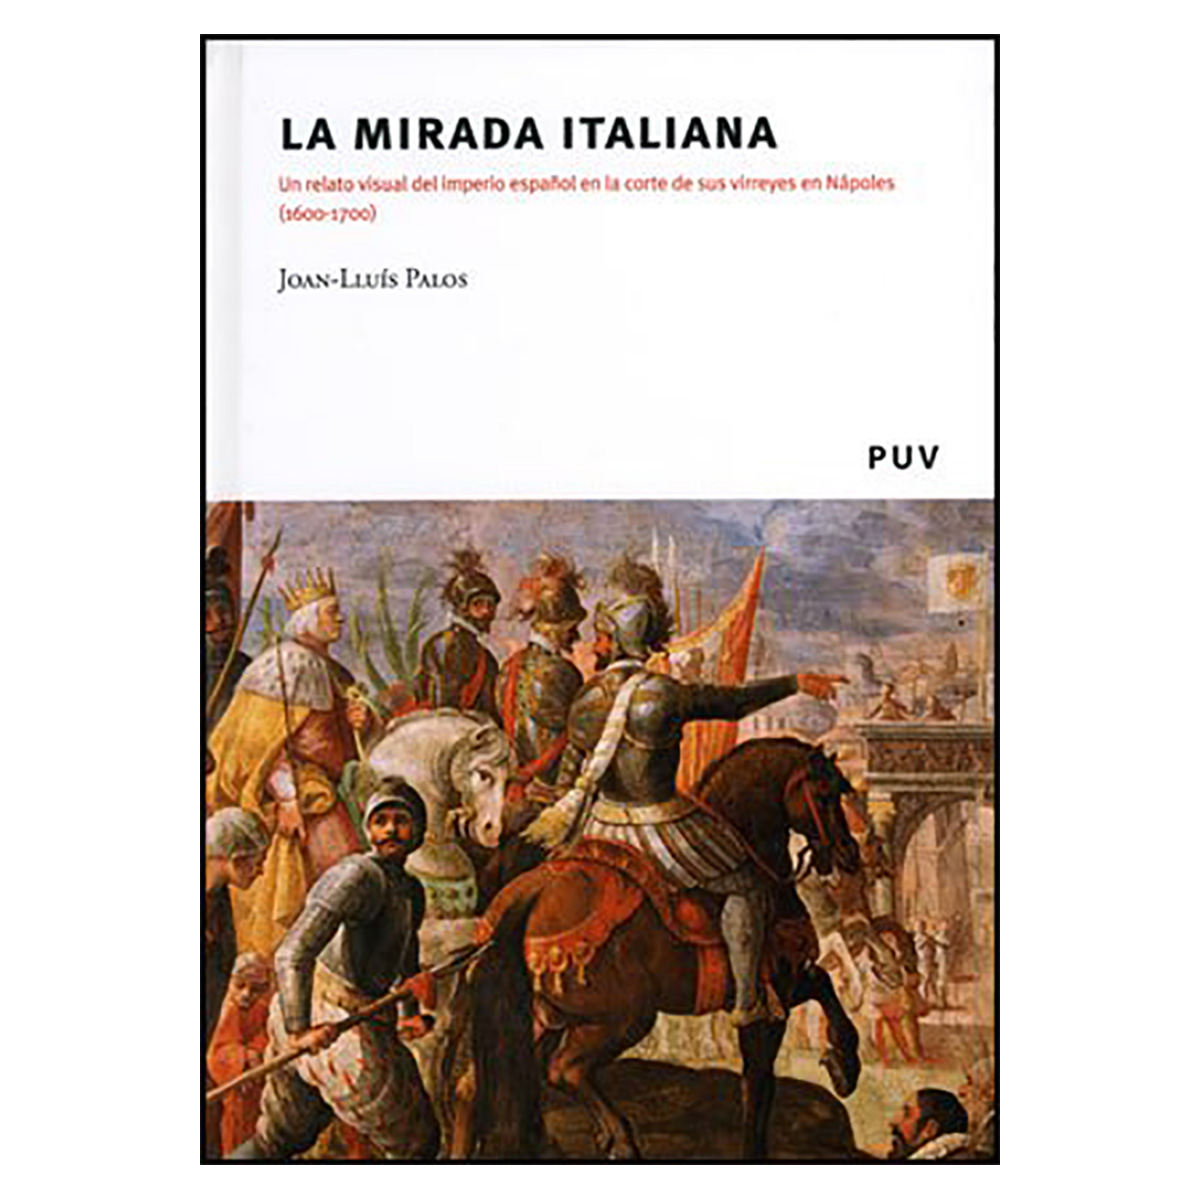 LA MIRADA ITALIANA
Un relato visual del imperio español en la corte de sus virreyes en Nápoles
(1600-1700)
Joan-Lluís Palos
PUV